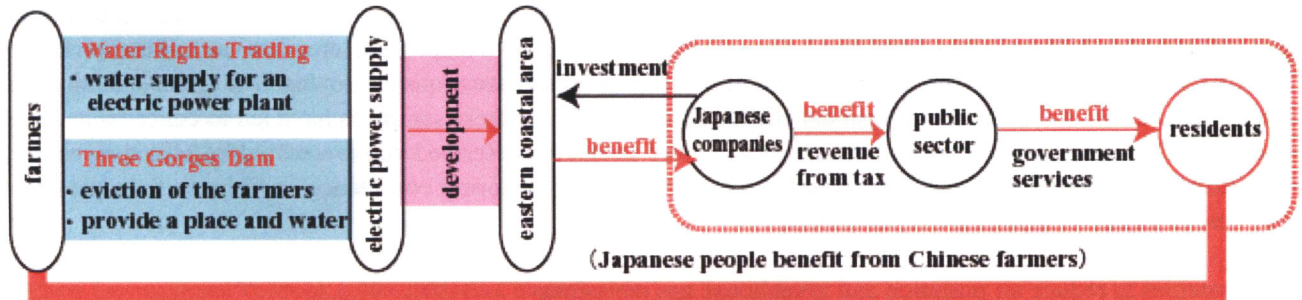 farmers
Water Rights Trading
・water supply for an
electric power plant
Three Gorges Dam
・eviction of the farmers
・provide a place and water
electric power supply
development
eastern coastal area
investment
benefit
Japanese
companies
benefit
revenue
from tax
public
sector
benefit
government
services
residents
(Japanese people benefit from Chinese farmers)